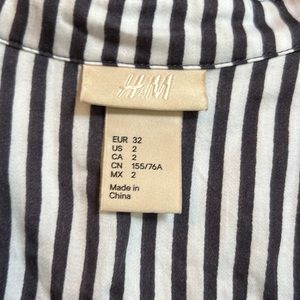 H&M
EUR 32
US 2
CA 2
CN 155/76A
MX 2
Made in
China